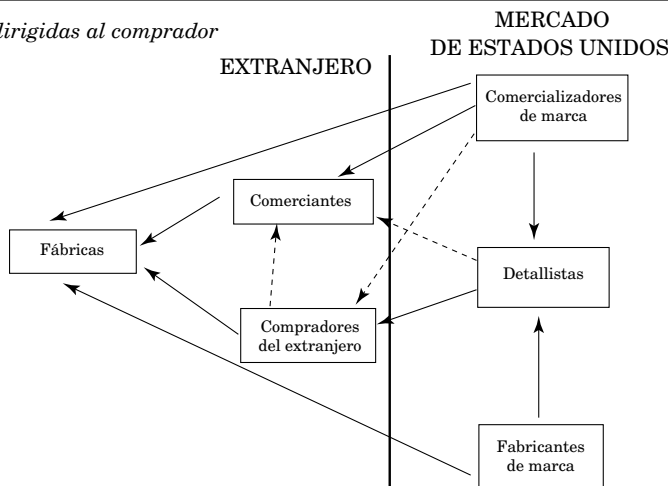 dirigidas al comprador
MERCADO
DE ESTADOS UNIDOS
EXTRANJERO
Comercializadores
de marca
Comerciantes
Fábricas
Detallistas
Compradores
del extranjero
Fabricantes
de marca